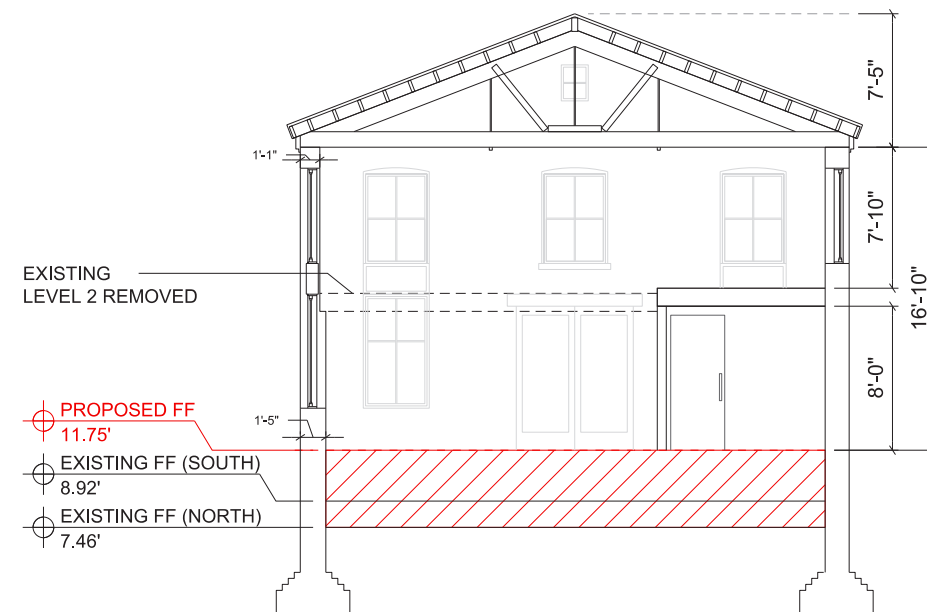 7'-5"
1'-1"
7'-10"
EXISTING
LEVEL 2 REMOVED
16'-10"
8'-0"
PROPOSED FF
11.75'
1'-5"
EXISTING FF (SOUTH)
8.92'
EXISTING FF (NORTH)
7.46'